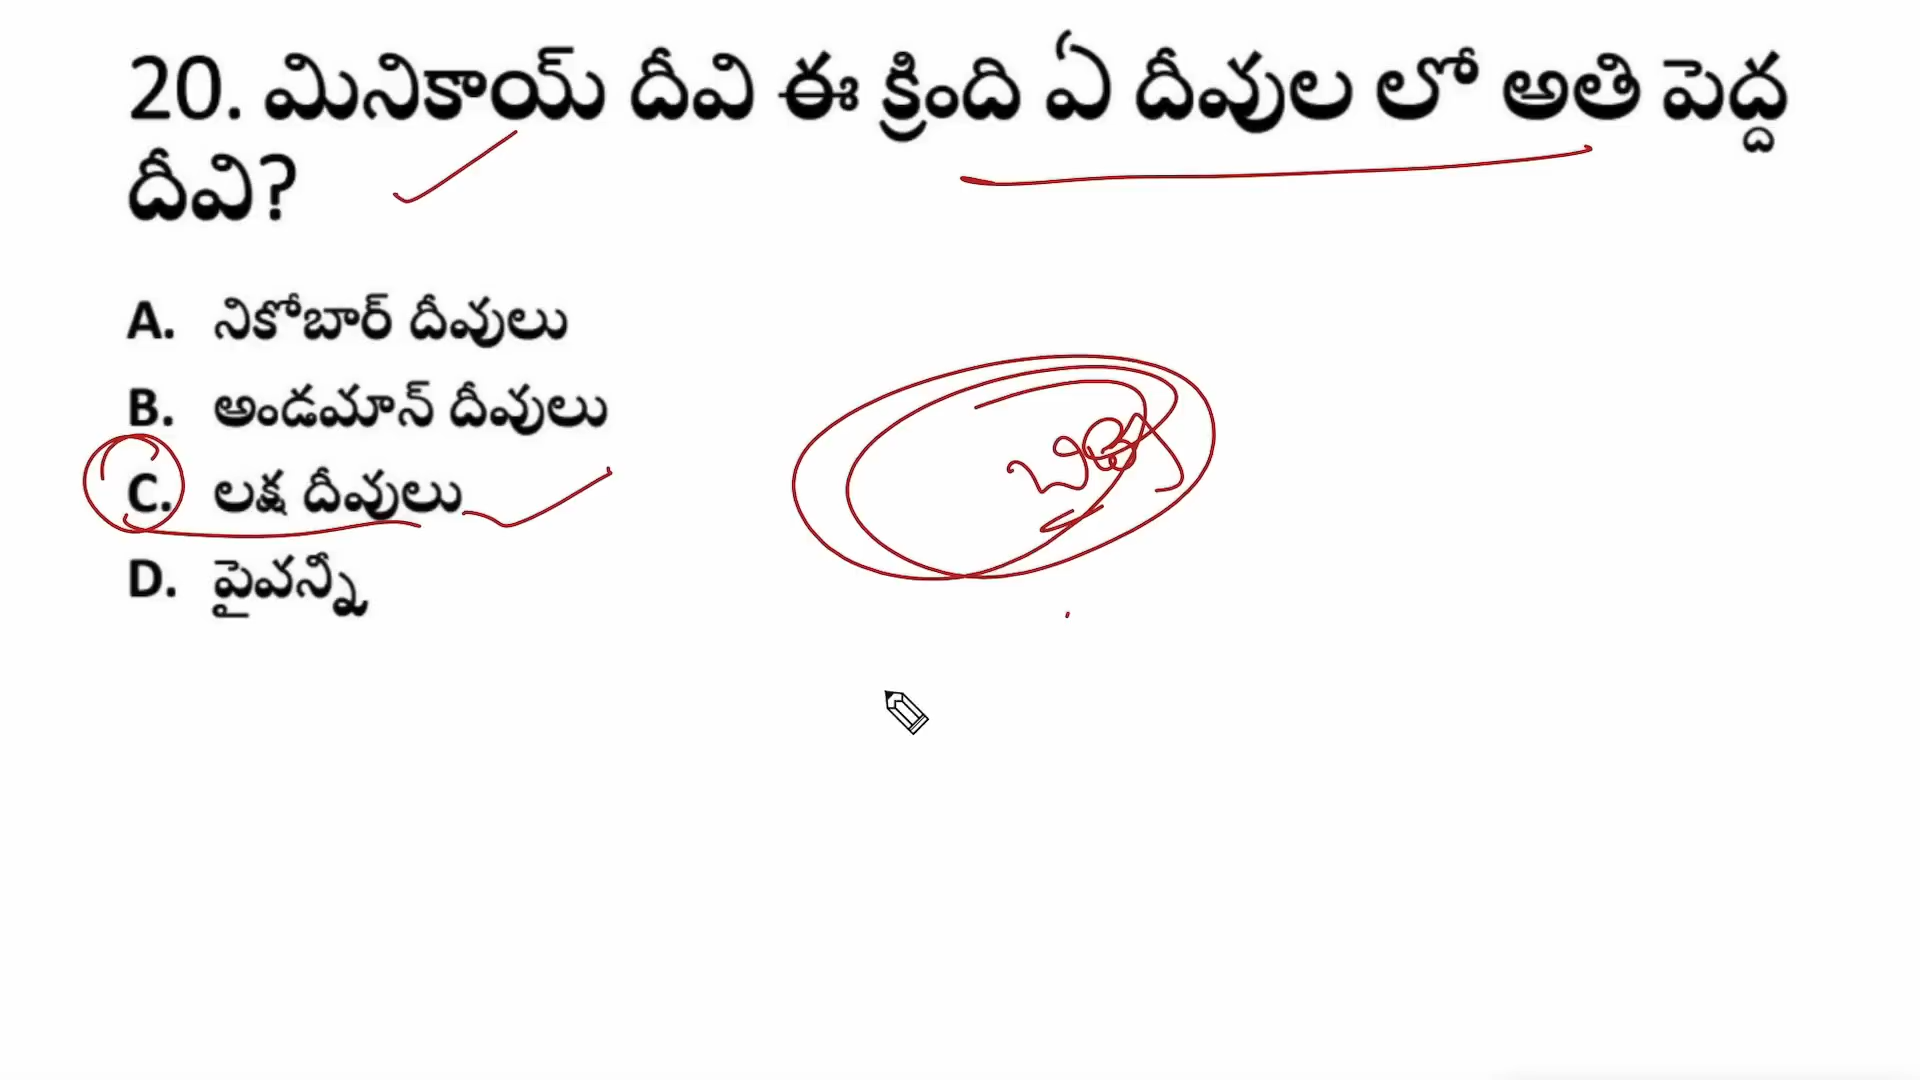 20. మినికాయ్ దీవి ఈ క్రింది ఏ దీవుల లో అతి పెద్ద
దీవి?
A. నికోబార్ దీవులు
B. అండమాన్ దీవులు
C. లక్ష దీవులు
D. పైవన్నీ